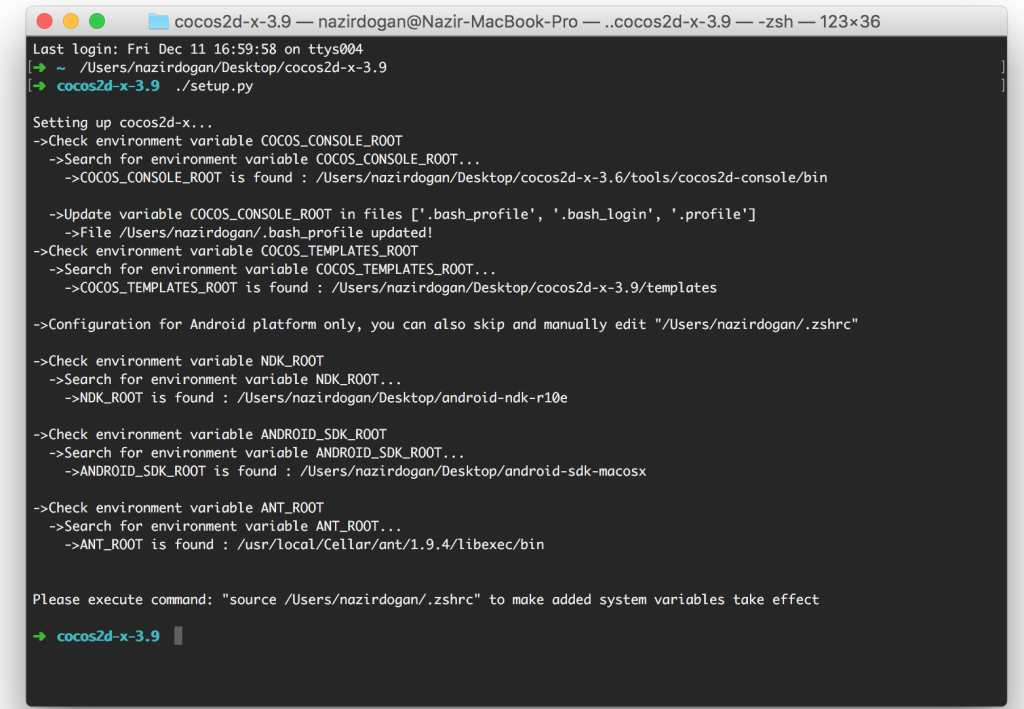 cocos2d-x-3.9 — nazirdogan@Nazir-MacBook-Pro — ..cocos2d-x-3.9 — -zsh — 123×36
Last login: Fri Dec 11 16:59:58 on ttys004
[➜ ~ /Users/nazirdogan/Desktop/cocos2d-x-3.9 ]
[➜ cocos2d-x-3.9 ./setup.py ]
Setting up cocos2d-x...
->Check environment variable COCOS_CONSOLE_ROOT
->Search for environment variable COCOS_CONSOLE_ROOT...
->COCOS_CONSOLE_ROOT is found : /Users/nazirdogan/Desktop/cocos2d-x-3.6/tools/cocos2d-console/bin
->Update variable COCOS_CONSOLE_ROOT in files ['.bash_profile', '.bash_login', '.profile']
->File /Users/nazirdogan/.bash_profile updated!
->Check environment variable COCOS_TEMPLATES_ROOT
->Search for environment variable COCOS_TEMPLATES_ROOT...
->COCOS_TEMPLATES_ROOT is found : /Users/nazirdogan/Desktop/cocos2d-x-3.9/templates
->Configuration for Android platform only, you can also skip and manually edit "/Users/nazirdogan/.zshrc"
->Check environment variable NDK_ROOT
->Search for environment variable NDK_ROOT...
->NDK_ROOT is found : /Users/nazirdogan/Desktop/android-ndk-r10e
->Check environment variable ANDROID_SDK_ROOT
->Search for environment variable ANDROID_SDK_ROOT...
->ANDROID_SDK_ROOT is found : /Users/nazirdogan/Desktop/android-sdk-macosx
->Check environment variable ANT_ROOT
->Search for environment variable ANT_ROOT...
->ANT_ROOT is found : /usr/local/Cellar/ant/1.9.4/libexec/bin
Please execute command: "source /Users/nazirdogan/.zshrc" to make added system variables take effect
➜ cocos2d-x-3.9